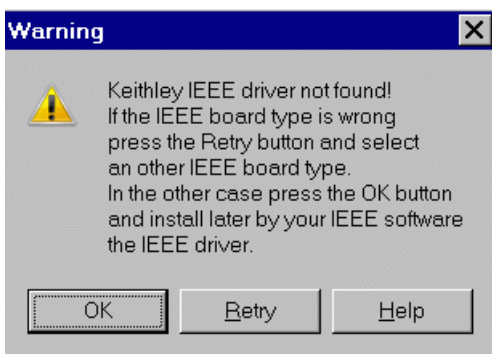 Warning
Keithley IEEE driver not found!
If the IEEE board type is wrong
press the Retry button and select
an other IEEE board type.
In the other case press the OK button
and install later by your IEEE software
the IEEE driver.
OK Retry Help